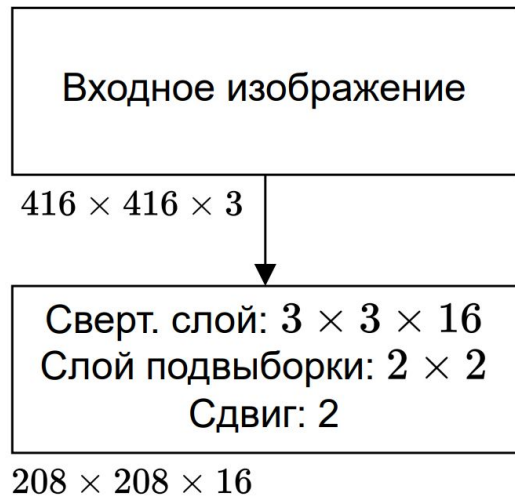 Входное изображение
416 × 416 × 3
Сверт. слой: 3 × 3 × 16
Слой подвыборки: 2 × 2
Сдвиг: 2
208 × 208 × 16